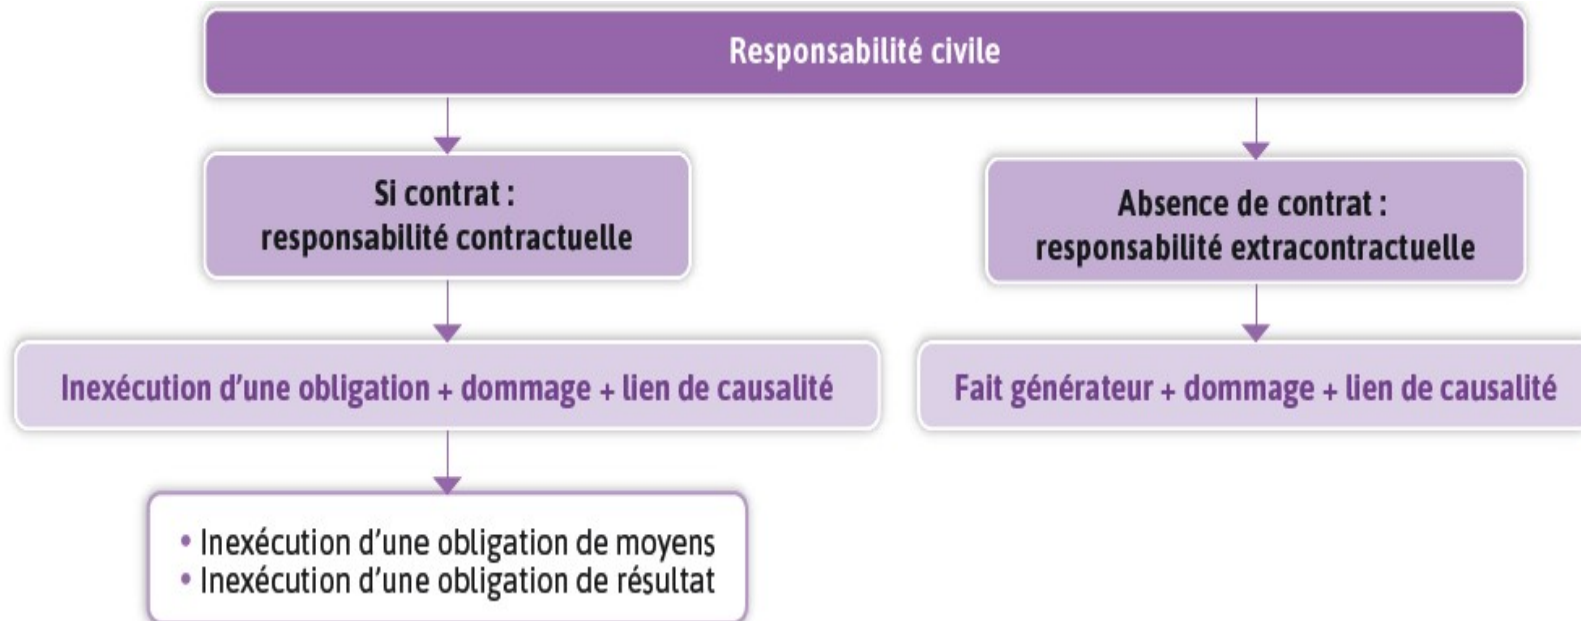 Responsabilité civile
Si contrat :
responsabilité contractuelle
Absence de contrat :
responsabilité extracontractuelle
Inexécution d’une obligation + dommage + lien de causalité
Fait générateur + dommage + lien de causalité
• Inexécution d’une obligation de moyens
• Inexécution d’une obligation de résultat